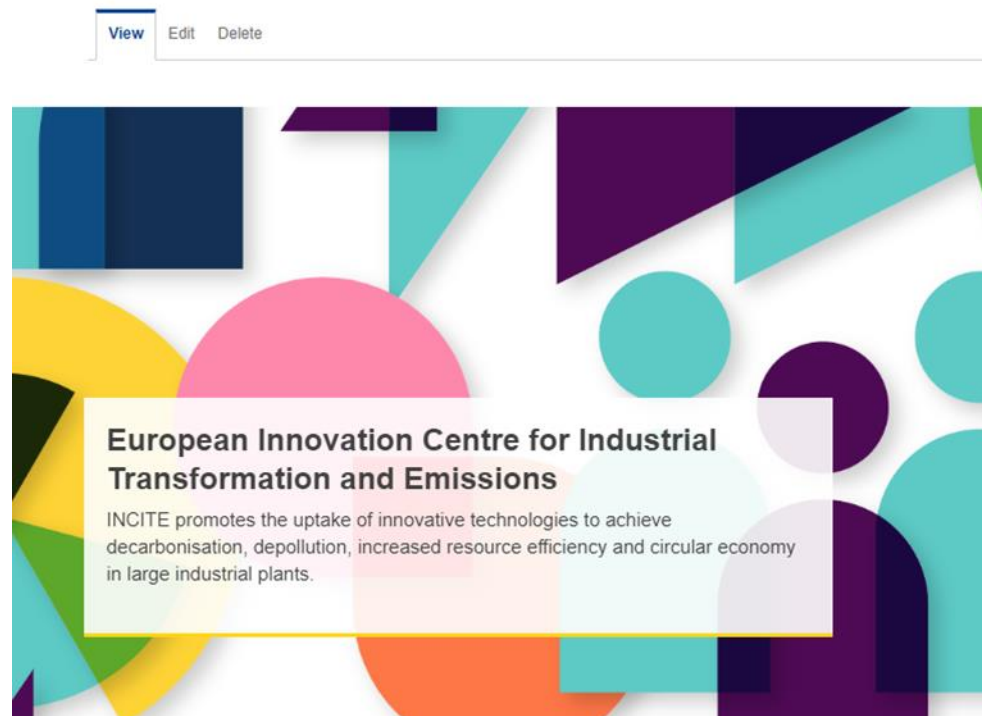 View Edit Delete
European Innovation Centre for Industrial
Transformation and Emissions
INCITE promotes the uptake of innovative technologies to achieve
decarbonisation, depollution, increased resource efficiency and circular economy
in large industrial plants.